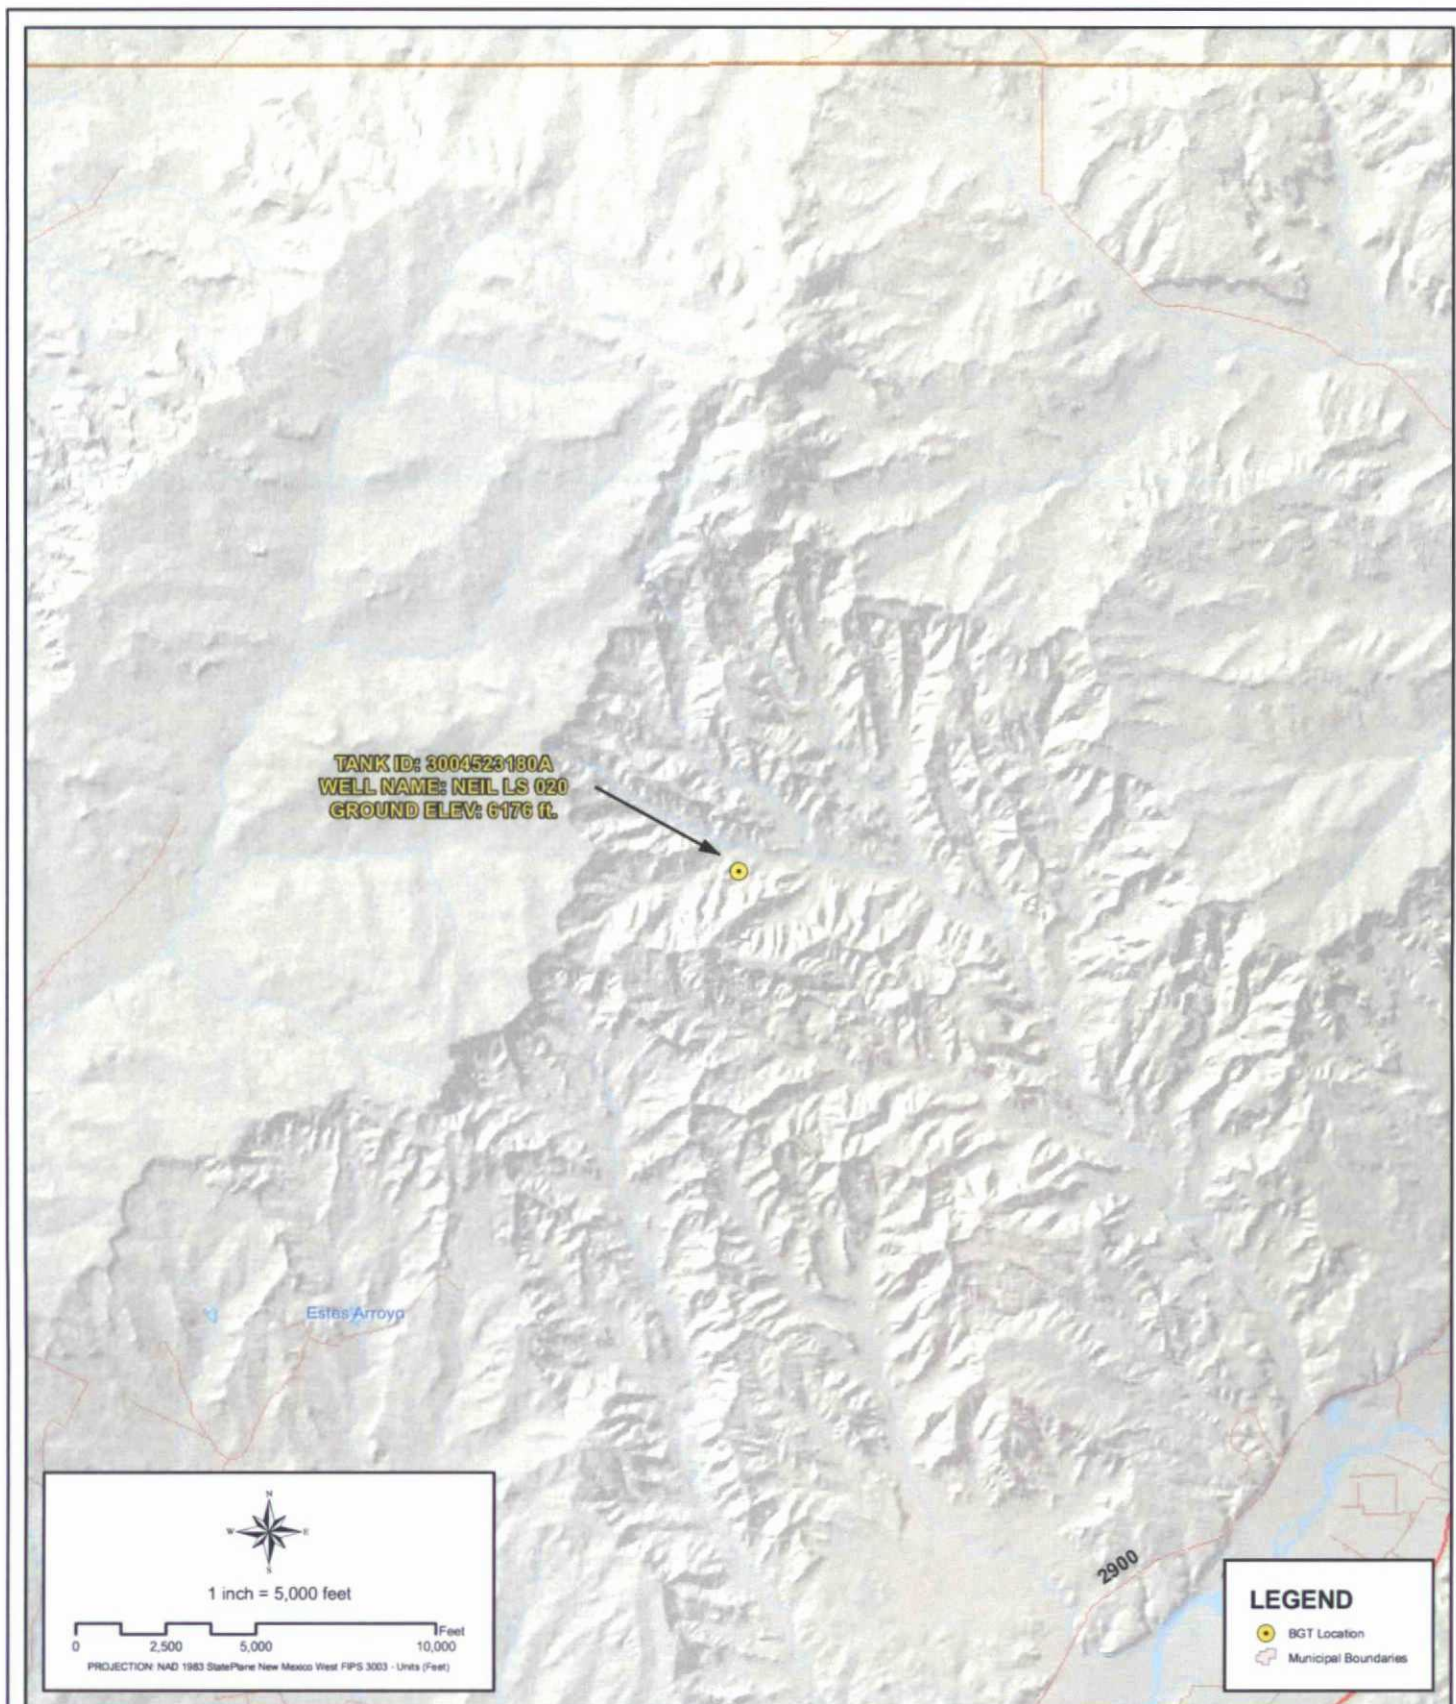 TANK ID: 3004523180A
WELL NAME: NEIL LS 020
GROUND ELEV: 6176 ft.
Estes Arroyo
N
W E
S
1 inch = 5,000 feet
Feet
0 2,500 5,000 10,000
PROJECTION: NAD 1983 StatePlane New Mexico West FIPS 3003 - Units (Feet)
2900
LEGEND
BGT Location
Municipal Boundaries